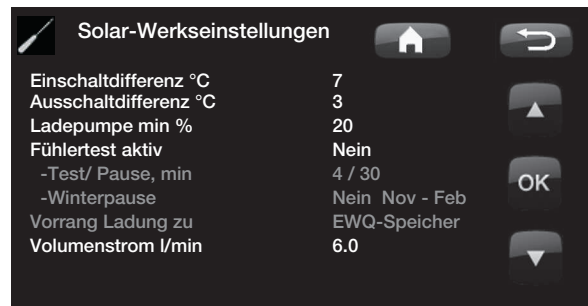 Solar-Werkseinstellungen
Einschaltdifferenz °C 7
Ausschaltdifferenz °C 3
Ladepumpe min % 20
Fühlertest aktiv Nein
-Test/ Pause, min 4 / 30
-Winterpause Nein Nov - Feb
Vorrang Ladung zu EWQ-Speicher
Volumenstrom l/min 6.0
OK